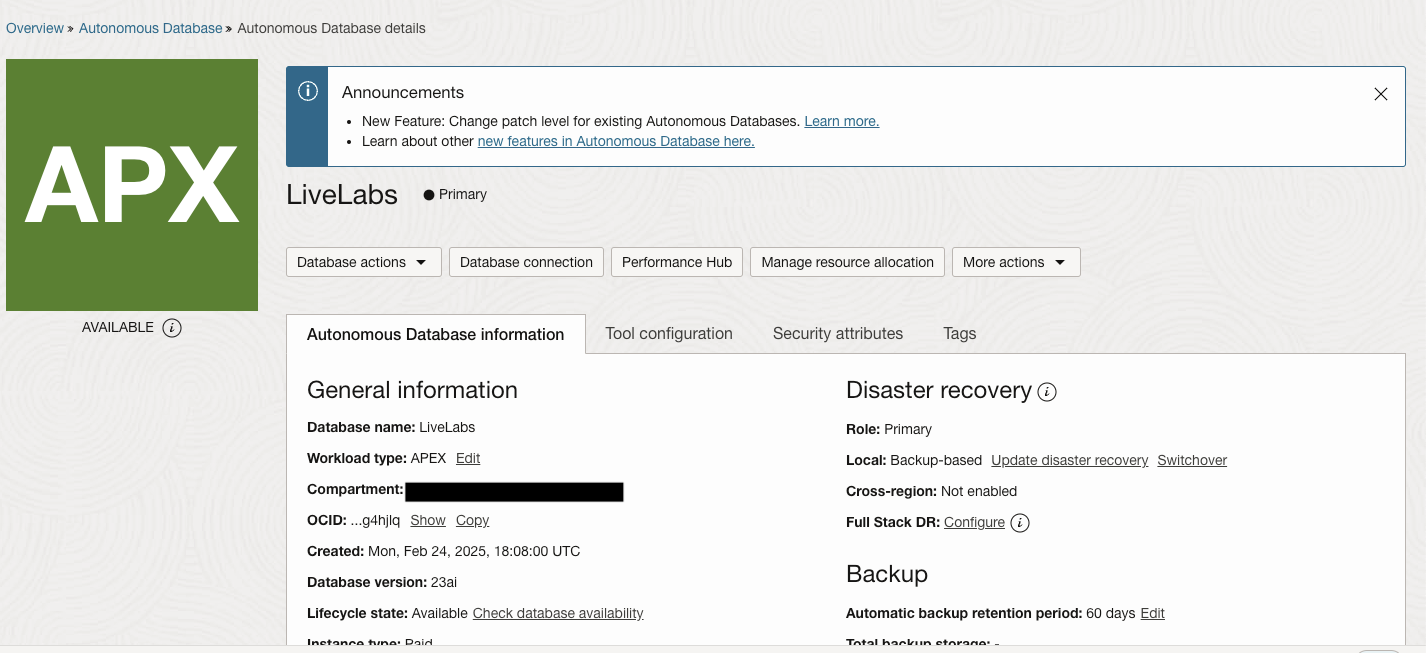 Overview » Autonomous Database » Autonomous Database details
APX
AVAILABLE
Announcements
• New Feature: Change patch level for existing Autonomous Databases. Learn more.
• Learn about other new features in Autonomous Database here.
LiveLabs Primary
Database actions Database connection Performance Hub Manage resource allocation More actions
Autonomous Database information Tool configuration Security attributes Tags
General information
Database name: LiveLabs
Workload type: APEX Edit
Compartment:
OCID: ...g4hjlq Show Copy
Created: Mon, Feb 24, 2025, 18:08:00 UTC
Database version: 23ai
Lifecycle state: Available Check database availability
Instance type: Paid
Disaster recovery
Role: Primary
Local: Backup-based Update disaster recovery Switchover
Cross-region: Not enabled
Full Stack DR: Configure
Backup
Automatic backup retention period: 60 days Edit
Total backup storage: -